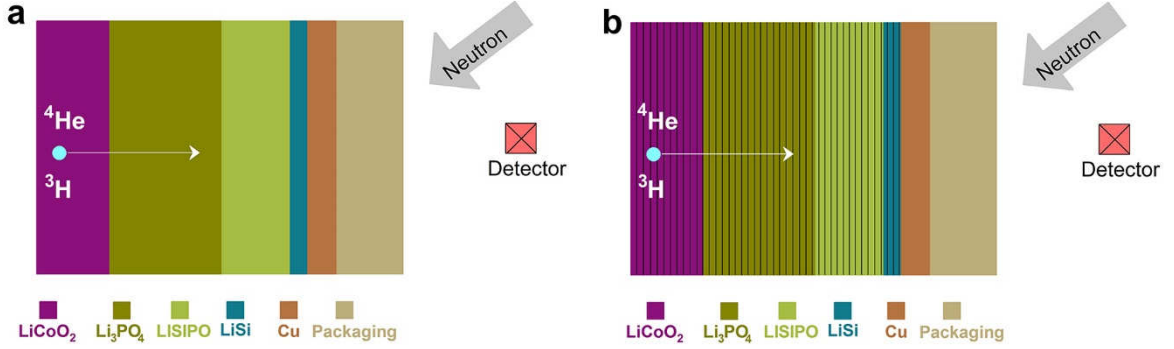 a
Neutron
⁴He
³H
Detector
LiCoO₂ Li₃PO₄ LISIPO LiSi Cu Packaging
b
Neutron
⁴He
³H
Detector
LiCoO₂ Li₃PO₄ LISIPO LiSi Cu Packaging